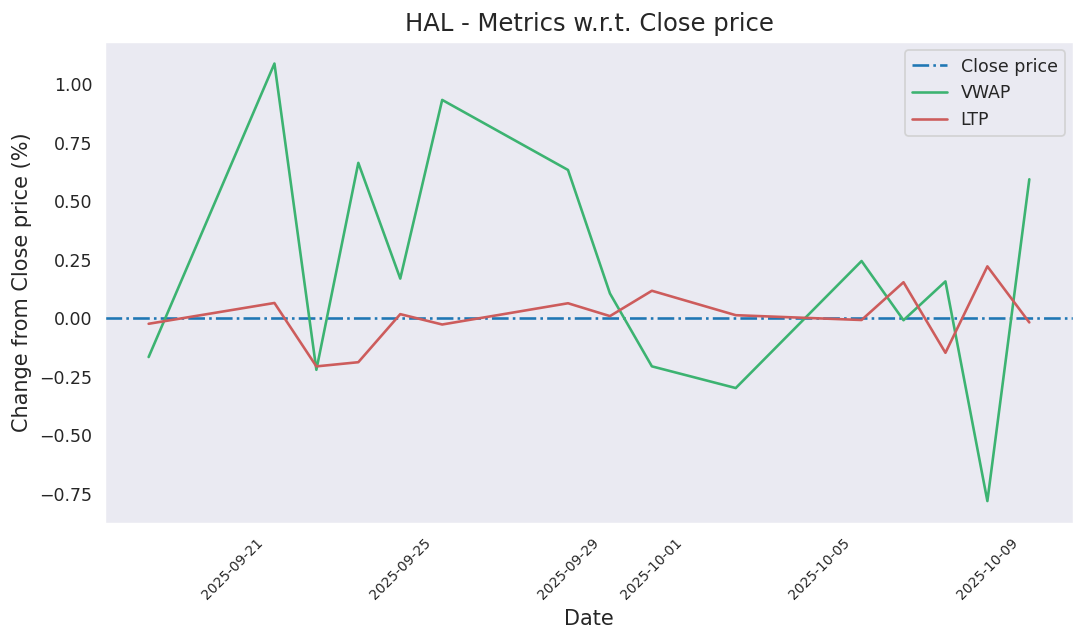 HAL - Metrics w.r.t. Close price
Close price
VWAP
LTP
Change from Close price (%)
1.00
0.75
0.50
0.25
0.00
−0.25
−0.50
−0.75
2025-09-21
2025-09-25
2025-09-29
2025-10-01
2025-10-05
2025-10-09
Date